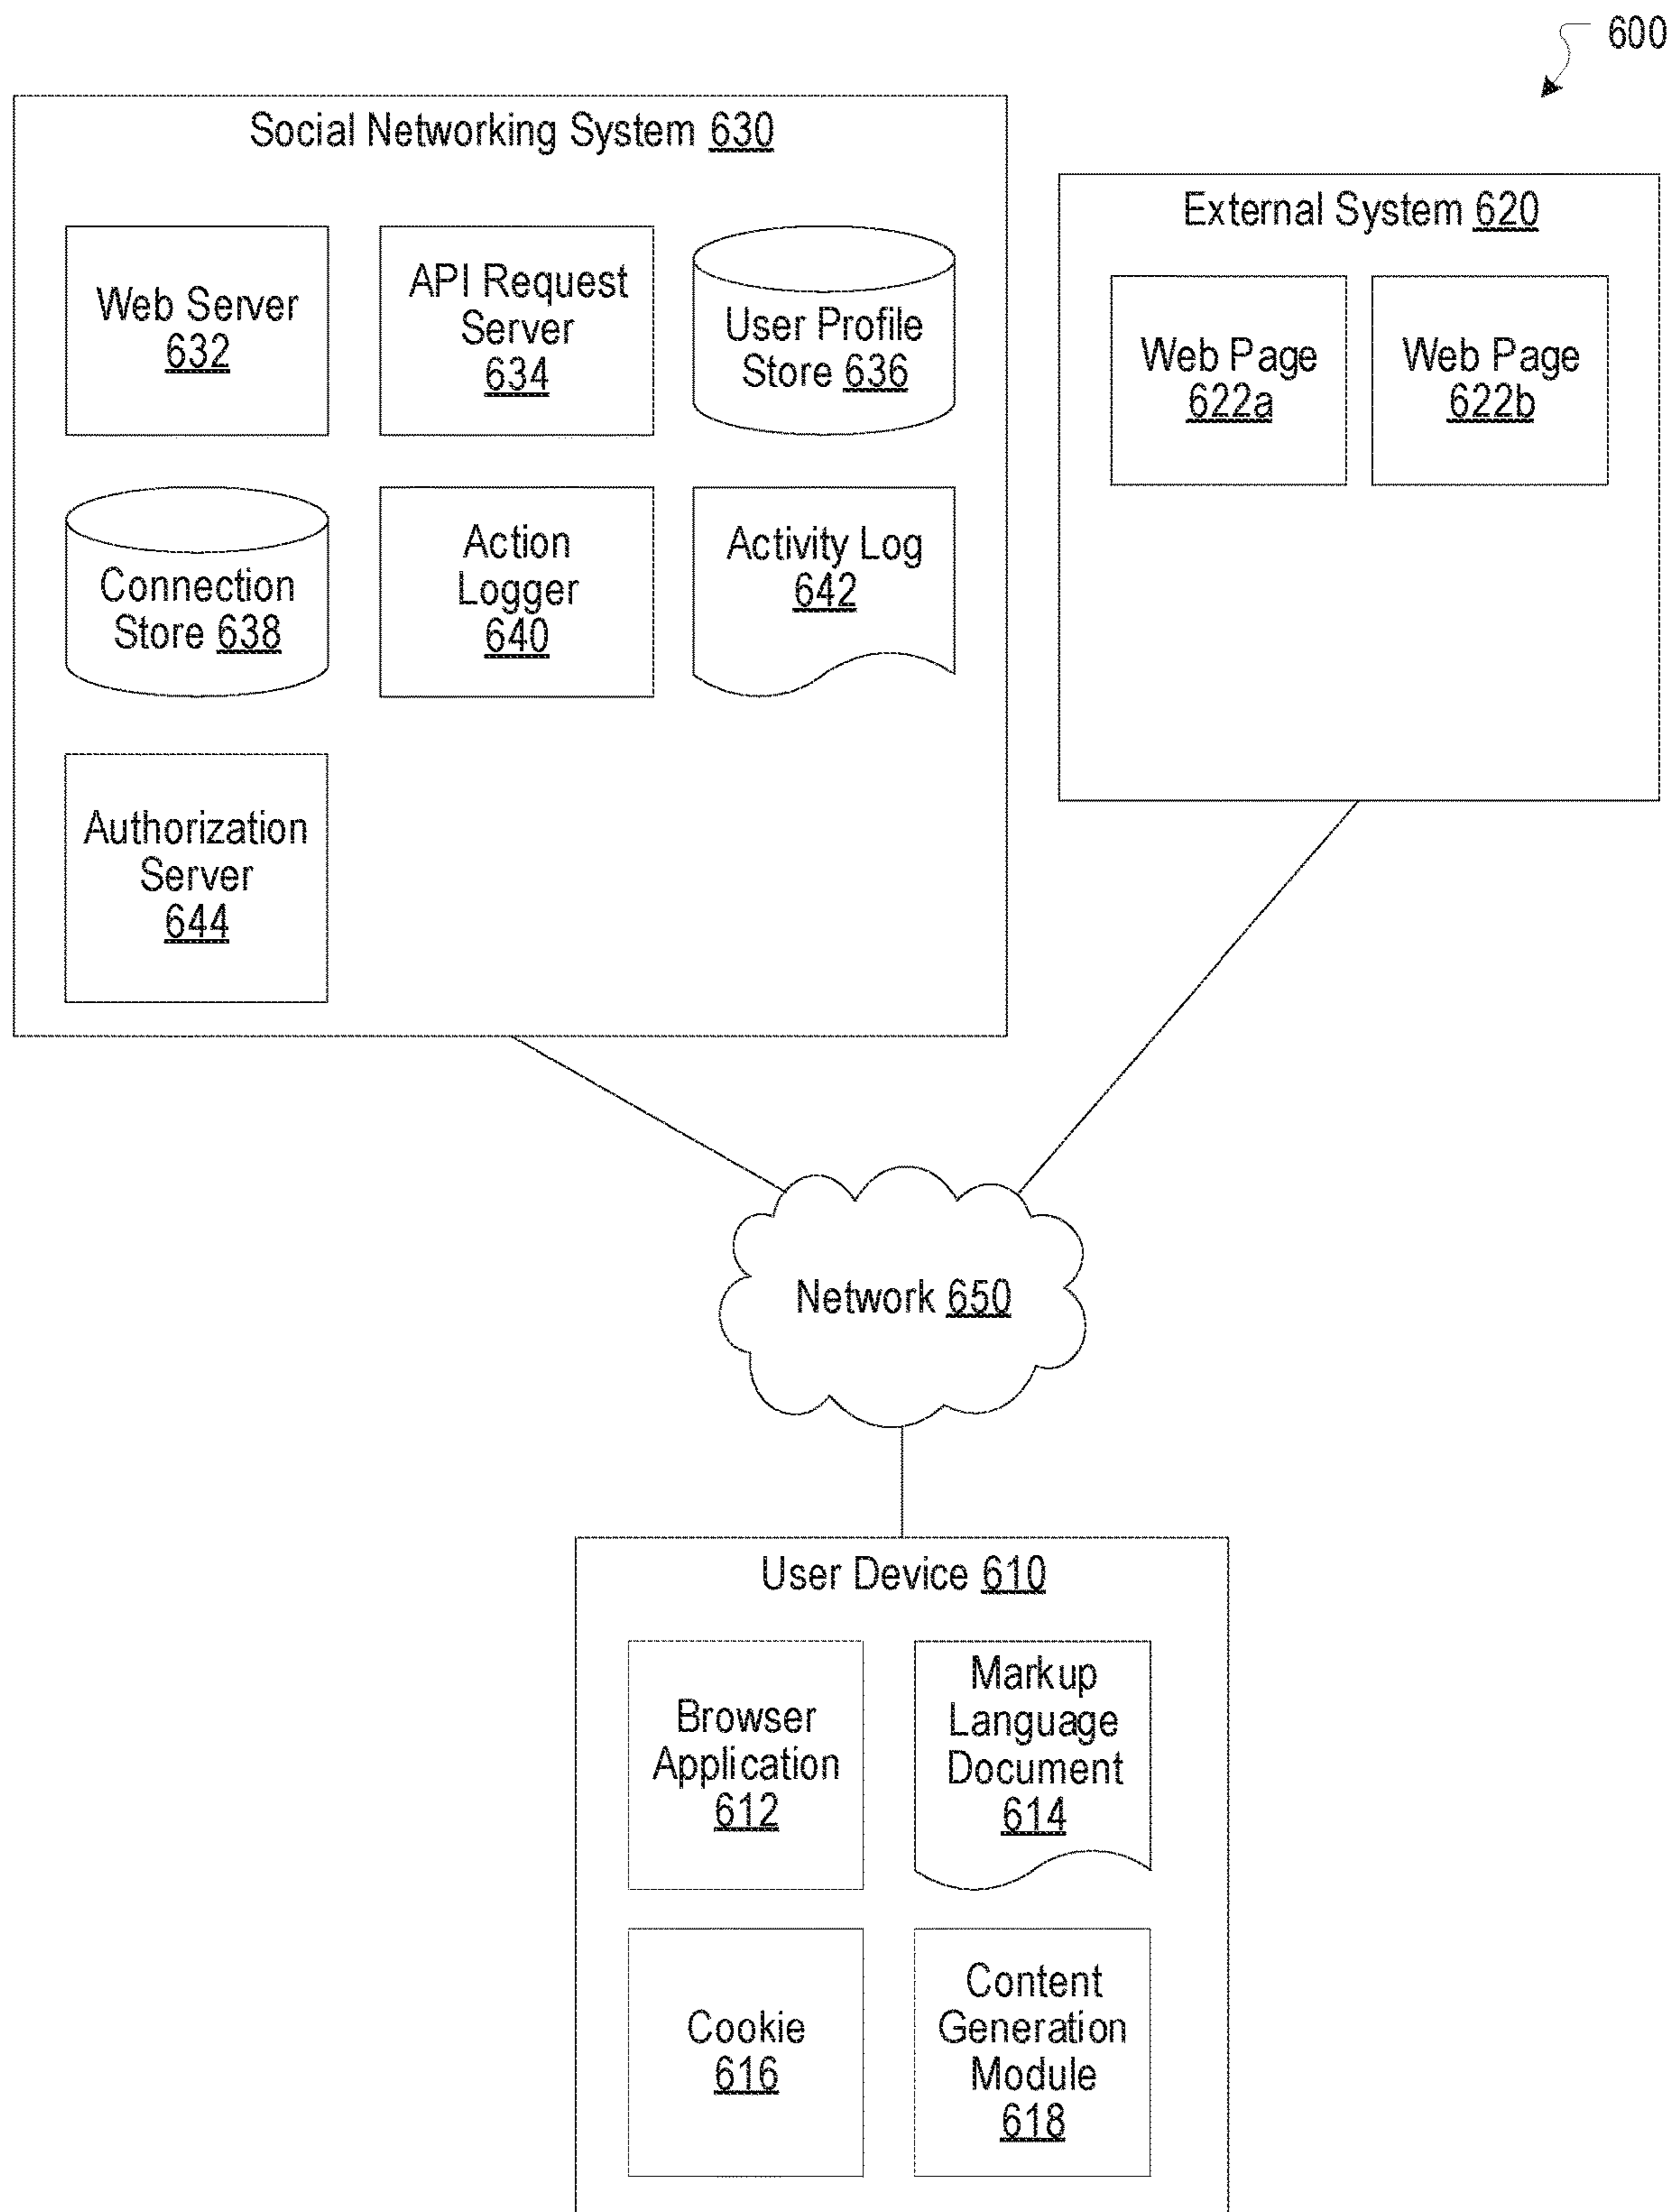 600
Social Networking System 630
Web Server
632
API Request
Server
634
User Profile
Store 636
Connection
Store 638
Action
Logger
640
Activity Log
642
Authorization
Server
644
External System 620
Web Page
622a
Web Page
622b
Network 650
User Device 610
Browser
Application
612
Markup
Language
Document
614
Cookie
616
Content
Generation
Module
618